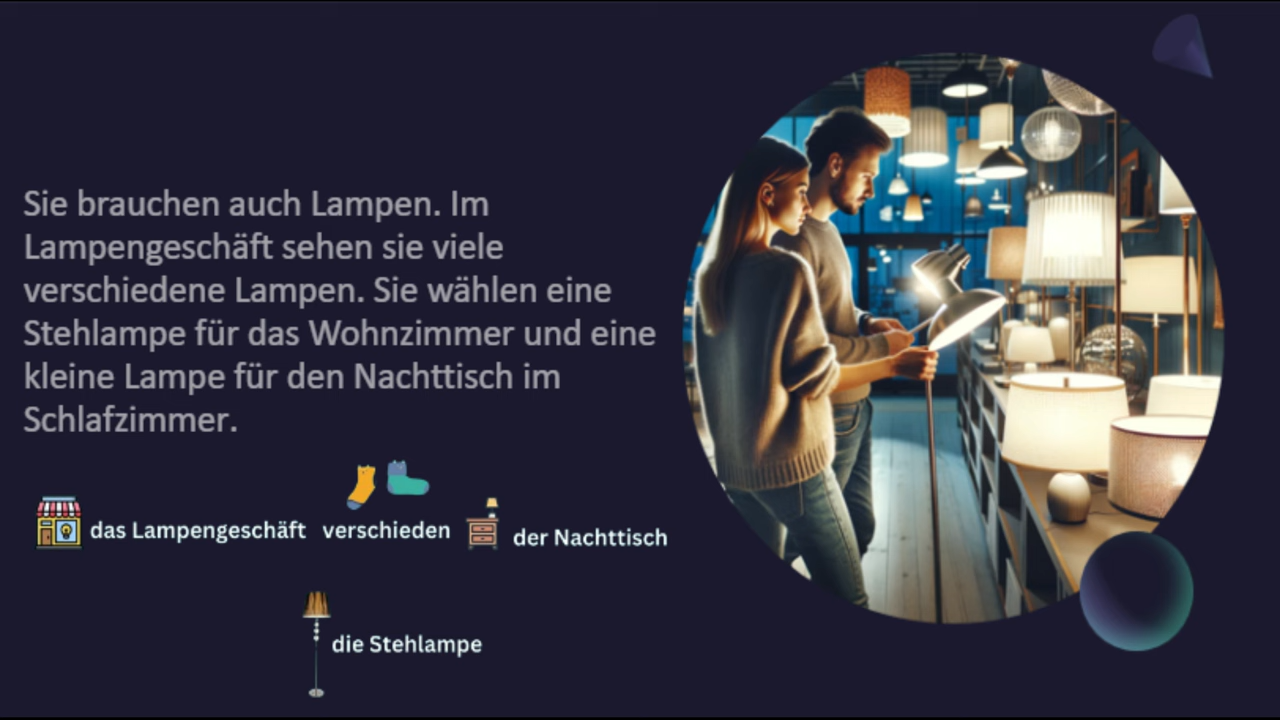 Sie brauchen auch Lampen. Im
Lampengeschäft sehen sie viele
verschiedene Lampen. Sie wählen eine
Stehlampe für das Wohnzimmer und eine
kleine Lampe für den Nachttisch im
Schlafzimmer.
das Lampengeschäft
verschieden
der Nachttisch
die Stehlampe